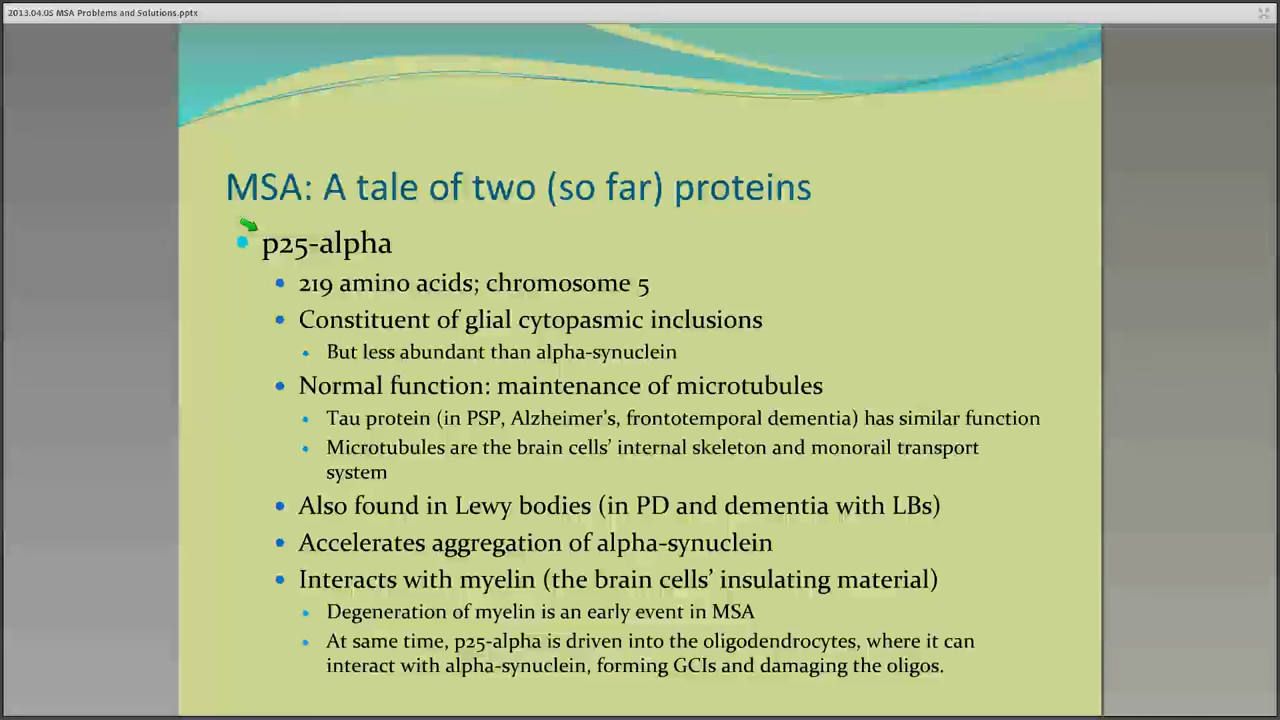 2013.04.05 MSA Problems and Solutions.pptx
MSA: A tale of two (so far) proteins
p25-alpha
219 amino acids; chromosome 5
Constituent of glial cytopasmic inclusions
But less abundant than alpha-synuclein
Normal function: maintenance of microtubules
Tau protein (in PSP, Alzheimer's, frontotemporal dementia) has similar function
Microtubules are the brain cells' internal skeleton and monorail transport
system
Also found in Lewy bodies (in PD and dementia with LBs)
Accelerates aggregation of alpha-synuclein
Interacts with myelin (the brain cells' insulating material)
Degeneration of myelin is an early event in MSA
At same time, p25-alpha is driven into the oligodendrocytes, where it can
interact with alpha-synuclein, forming GCIs and damaging the oligos.